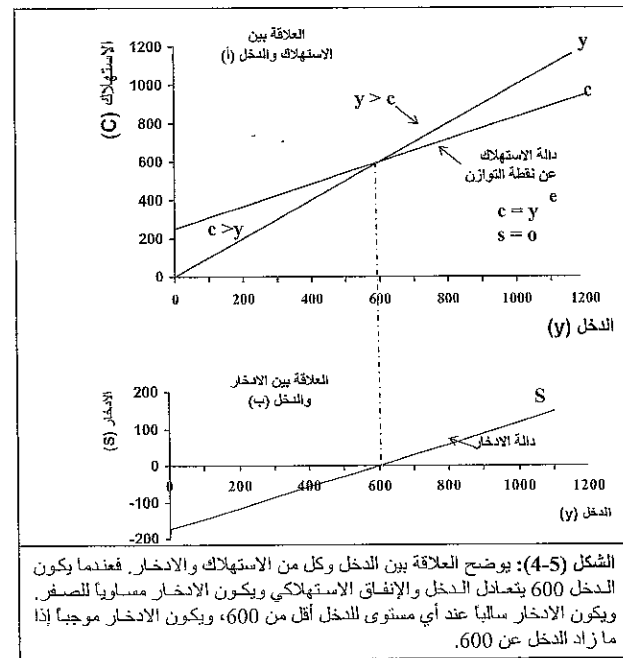 العلاقة بين
الاستهلاك والدخل (أ)
الاستهلاك (C)
1200
1000
800
600
400
200
0
y
y > c
c
دالة الاستهلاك
عن نقطة التوازن
e
c = y
s = o
c >y
0 200 400 600 800 1000 1200
الدخل (y)
العلاقة بين الادخار
والدخل (ب)
الادخار (S)
200
100
0
-100
-200
S
دالة الادخار
0 200 400 600 800 1000 1200
الدخل (y)
الشكل (5-4): يوضح العلاقة بين الدخل وكل من الاستهلاك والادخار. فعندما يكون
الدخل 600 يتعادل الدخل والإنفاق الاستهلاكي ويكون الادخار مساوياً للصفر.
ويكون الادخار سالباً عند أي مستوى للدخل أقل من 600، ويكون الادخار موجباً إذا
ما زاد الدخل عن 600.